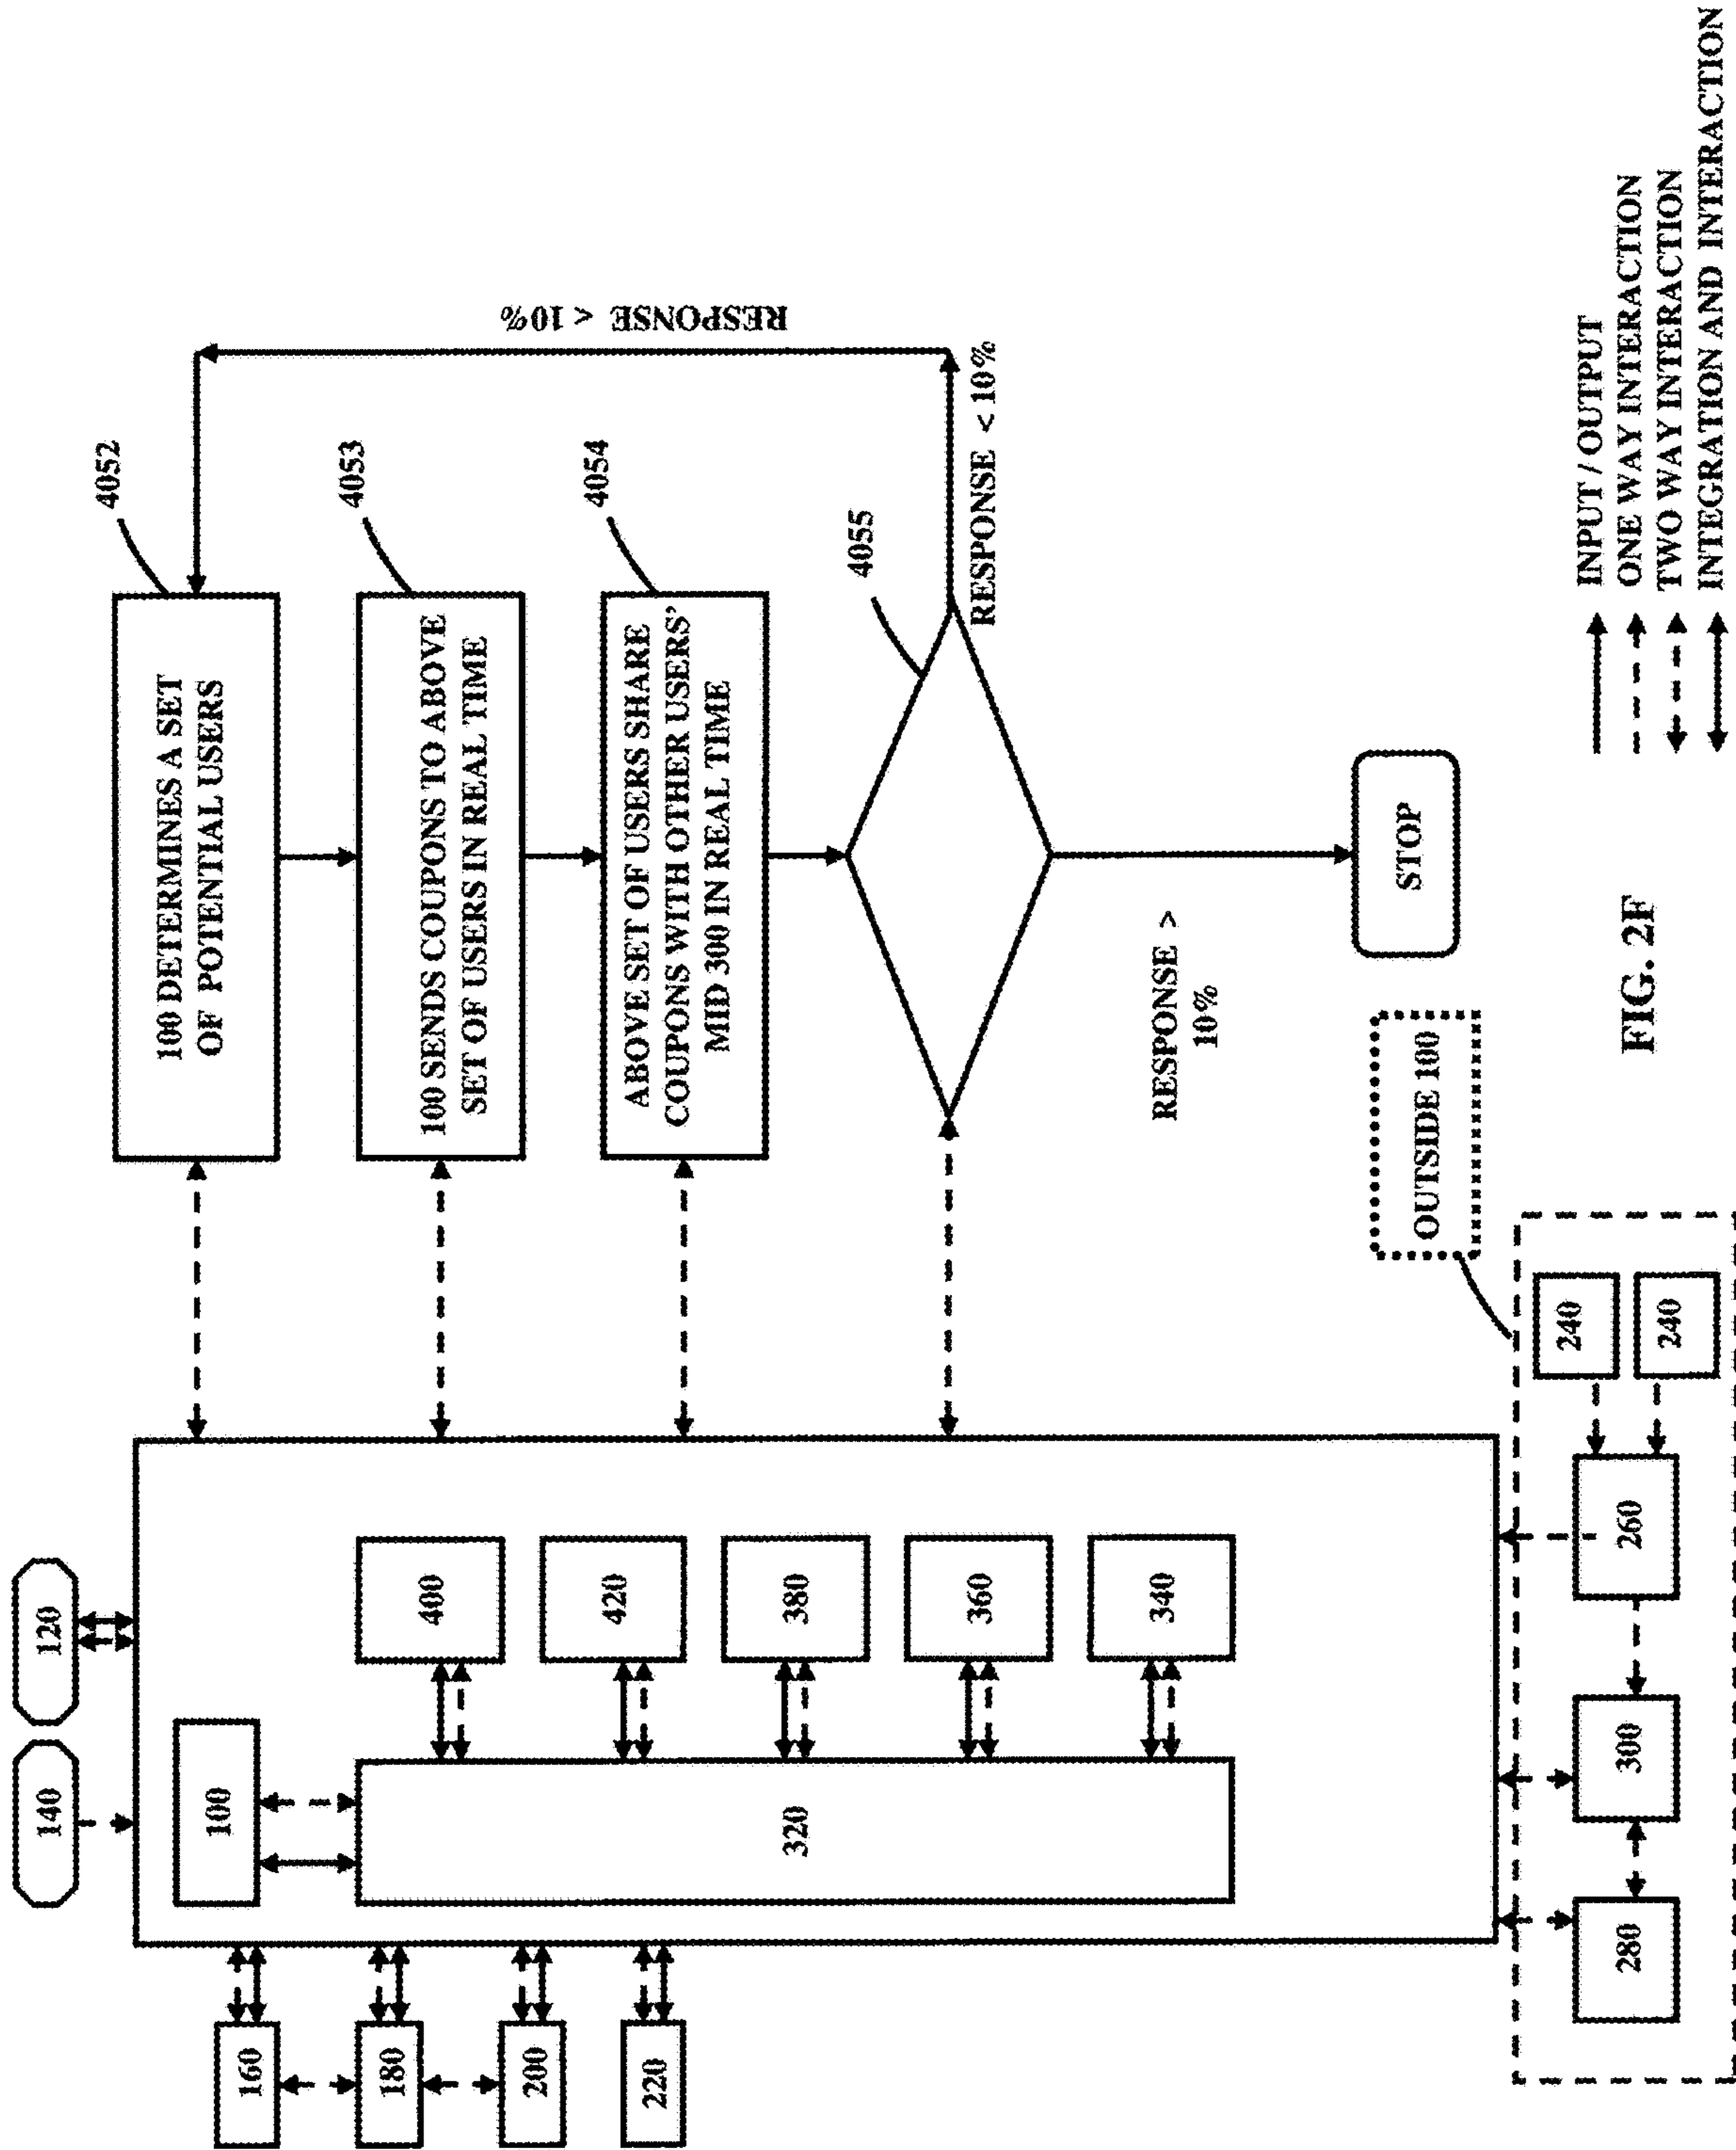 140
120
160
180
200
220
100
320
400
420
380
360
340
4052
100 DETERMINES A SET
OF POTENTIAL USERS
4053
100 SENDS COUPONS TO ABOVE
SET OF USERS IN REAL TIME
4054
ABOVE SET OF USERS SHARE
COUPONS WITH OTHER USERS'
MID 300 IN REAL TIME
4055
RESPONSE < 10%
RESPONSE < 10%
RESPONSE >
10%
STOP
OUTSIDE 100
280
300
260
240
240
FIG. 2F
INPUT / OUTPUT
ONE WAY INTERACTION
TWO WAY INTERACTION
INTEGRATION AND INTERACTION